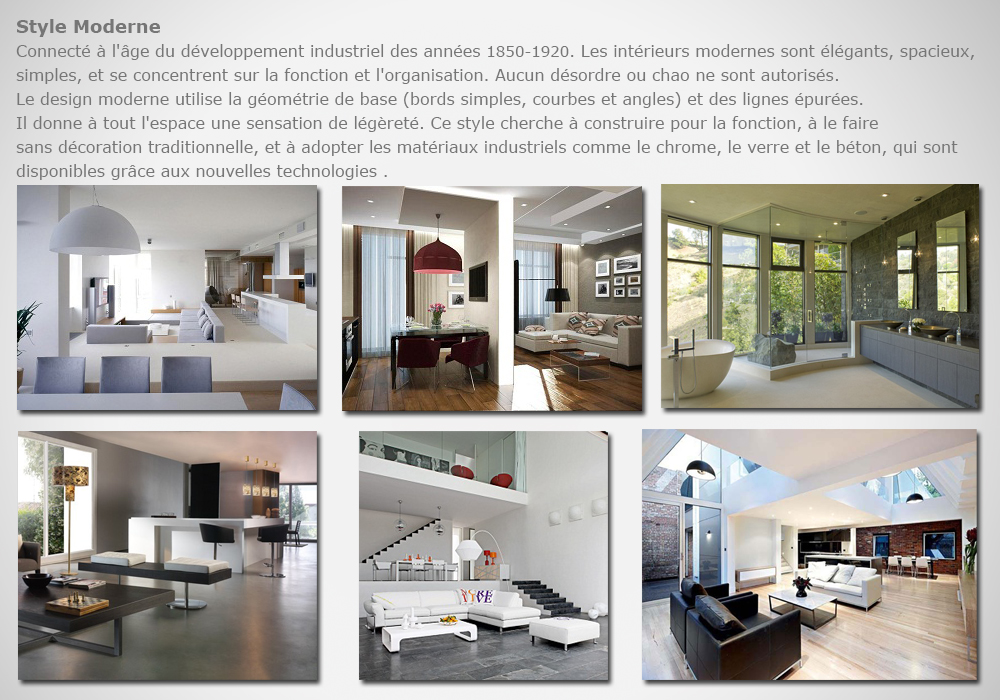 Style Moderne
Connecté à l'âge du développement industriel des années 1850-1920. Les intérieurs modernes sont élégants, spacieux,
simples, et se concentrent sur la fonction et l'organisation. Aucun désordre ou chao ne sont autorisés.
Le design moderne utilise la géométrie de base (bords simples, courbes et angles) et des lignes épurées.
Il donne à tout l'espace une sensation de légèreté. Ce style cherche à construire pour la fonction, à le faire
sans décoration traditionnelle, et à adopter les matériaux industriels comme le chrome, le verre et le béton, qui sont
disponibles grâce aux nouvelles technologies .